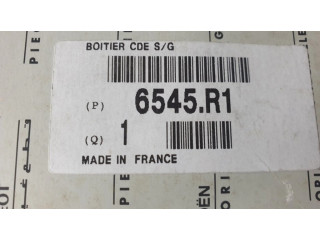 BOITIER CDE S/G
(P) 6545.R1
(Q) 1
MADE IN FRANCE